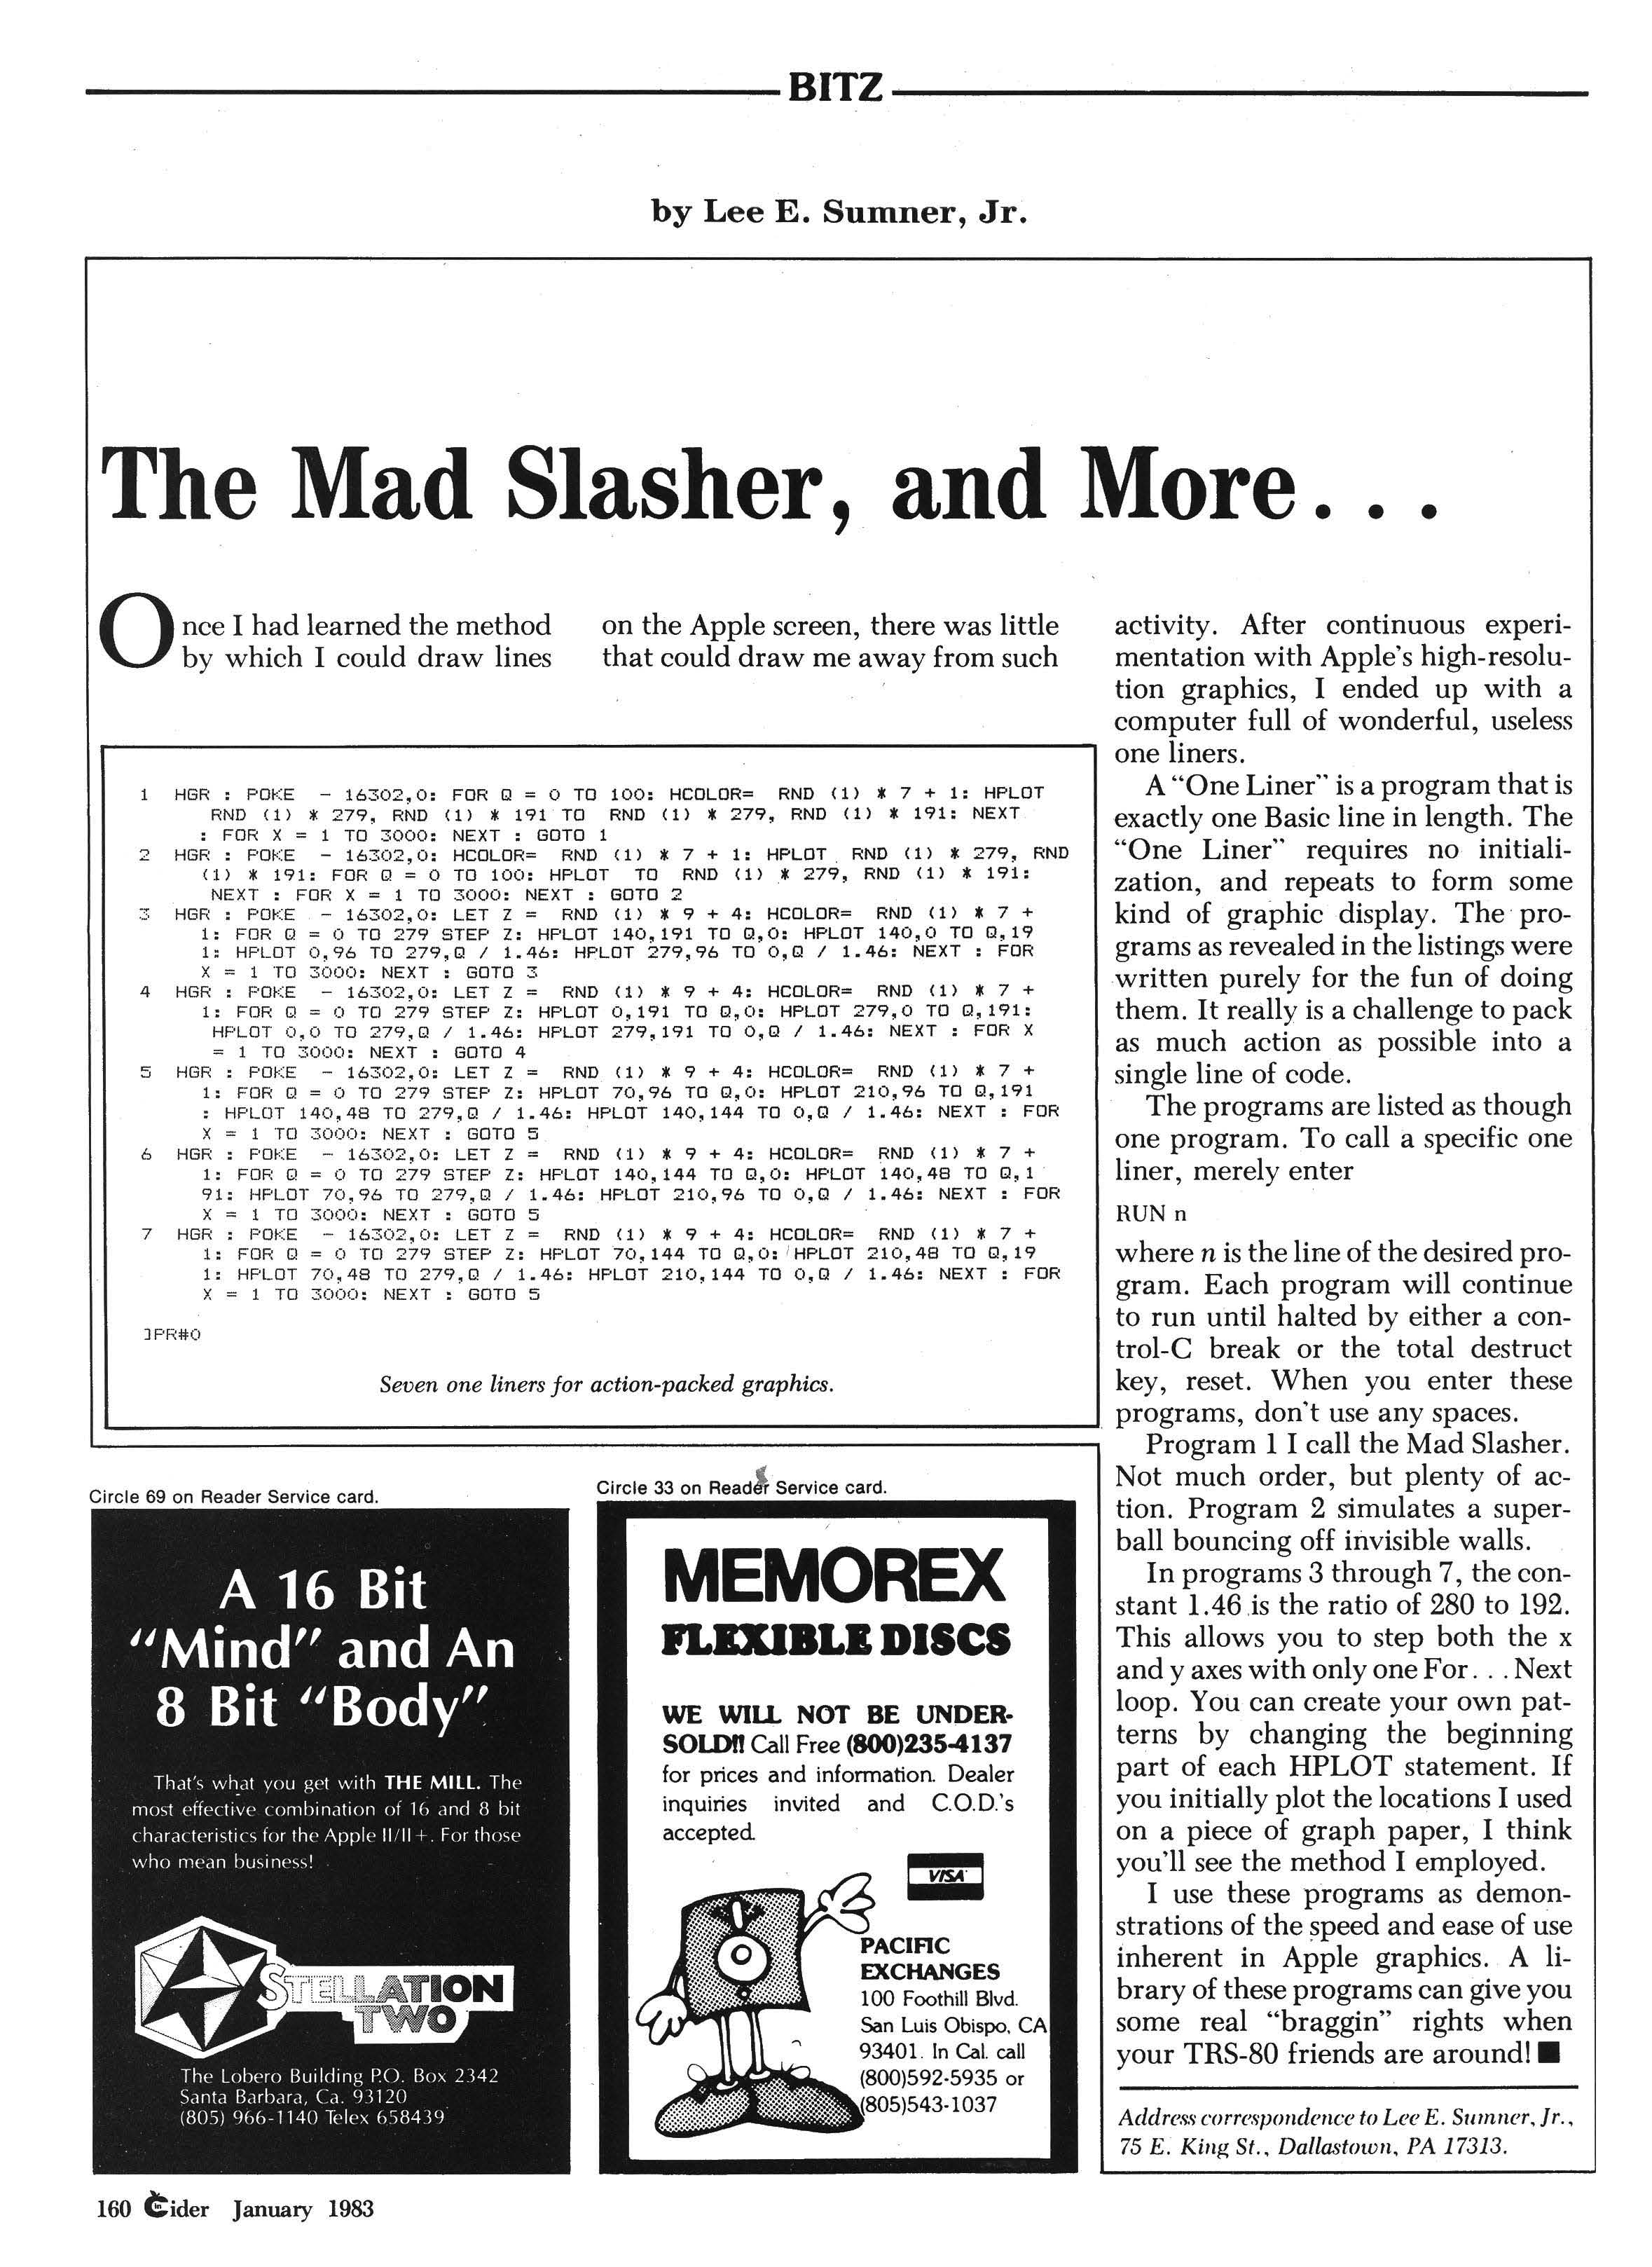 BITZ
by Lee E. Sumner, Jr.
The Mad Slasher, and More. . .
Once I had learned the method
by which I could draw lines
on the Apple screen, there was little
that could draw me away from such
activity. After continuous experi-
mentation with Apple's high-resolu-
tion graphics, I ended up with a
computer full of wonderful, useless
one liners.
A "One Liner" is a program that is
exactly one Basic line in length. The
"One Liner" requires no initiali-
zation, and repeats to form some
kind of graphic display. The pro-
grams as revealed in the listings were
written purely for the fun of doing
them. It really is a challenge to pack
as much action as possible into a
single line of code.
The programs are listed as though
one program. To call a specific one
liner, merely enter
RUN n
where n is the line of the desired pro-
gram. Each program will continue
to run until halted by either a con-
trol-C break or the total destruct
key, reset. When you enter these
programs, don't use any spaces.
Program 1 I call the Mad Slasher.
Not much order, but plenty of ac-
tion. Program 2 simulates a super-
ball bouncing off invisible walls.
In programs 3 through 7, the con-
stant 1.46 is the ratio of 280 to 192.
This allows you to step both the x
and y axes with only one For. . .Next
loop. You can create your own pat-
terns by changing the beginning
part of each HPLOT statement. If
you initially plot the locations I used
on a piece of graph paper, I think
you'll see the method I employed.
I use these programs as demon-
strations of the speed and ease of use
inherent in Apple graphics. A li-
brary of these programs can give you
some real "braggin" rights when
your TRS-80 friends are around!
Address correspondence to Lee E. Sumner, Jr.,
75 E. King St., Dallastown, PA 17313.
1 HGR : POKE - 16302,0: FOR Q = 0 TO 100: HCOLOR= RND (1) * 7 + 1: HPLOT
RND (1) * 279, RND (1) * 191 TO RND (1) * 279, RND (1) * 191: NEXT
: FOR X = 1 TO 3000: NEXT : GOTO 1
2 HGR : POKE - 16302,0: HCOLOR= RND (1) * 7 + 1: HPLOT RND (1) * 279, RND
(1) * 191: FOR Q = 0 TO 100: HPLOT TO RND (1) * 279, RND (1) * 191:
NEXT : FOR X = 1 TO 3000: NEXT : GOTO 2
3 HGR : POKE - 16302,0: LET Z = RND (1) * 9 + 4: HCOLOR= RND (1) * 7 +
1: FOR Q = 0 TO 279 STEP Z: HPLOT 140,191 TO Q,0: HPLOT 140,0 TO Q,19
1: HPLOT 0,96 TO 279,Q / 1.46: HPLOT 279,96 TO 0,Q / 1.46: NEXT : FOR
X = 1 TO 3000: NEXT : GOTO 3
4 HGR : POKE - 16302,0: LET Z = RND (1) * 9 + 4: HCOLOR= RND (1) * 7 +
1: FOR Q = 0 TO 279 STEP Z: HPLOT 0,191 TO Q,0: HPLOT 279,0 TO Q,191:
HPLOT 0,0 TO 279,Q / 1.46: HPLOT 279,191 TO 0,Q / 1.46: NEXT : FOR X
= 1 TO 3000: NEXT : GOTO 4
5 HGR : POKE - 16302,0: LET Z = RND (1) * 9 + 4: HCOLOR= RND (1) * 7 +
1: FOR Q = 0 TO 279 STEP Z: HPLOT 70,96 TO Q,0: HPLOT 210,96 TO Q,191
: HPLOT 140,48 TO 279,Q / 1.46: HPLOT 140,144 TO 0,Q / 1.46: NEXT : FOR
X = 1 TO 3000: NEXT : GOTO 5
6 HGR : POKE - 16302,0: LET Z = RND (1) * 9 + 4: HCOLOR= RND (1) * 7 +
1: FOR Q = 0 TO 279 STEP Z: HPLOT 140,144 TO Q,0: HPLOT 140,48 TO Q,1
91: HPLOT 70,96 TO 279,Q / 1.46: HPLOT 210,96 TO 0,Q / 1.46: NEXT : FOR
X = 1 TO 3000: NEXT : GOTO 5
7 HGR : POKE - 16302,0: LET Z = RND (1) * 9 + 4: HCOLOR= RND (1) * 7 +
1: FOR Q = 0 TO 279 STEP Z: HPLOT 70,144 TO Q,0: HPLOT 210,48 TO Q,19
1: HPLOT 70,48 TO 279,Q / 1.46: HPLOT 210,144 TO 0,Q / 1.46: NEXT : FOR
X = 1 TO 3000: NEXT : GOTO 5
]PR#0
Seven one liners for action-packed graphics.
Circle 69 on Reader Service card.
A 16 Bit
"Mind" and An
8 Bit "Body"
That's what you get with THE MILL. The
most effective combination of 16 and 8 bit
characteristics for the Apple II/II+. For those
who mean business!
STELLATION
TWO
The Lobero Building P.O. Box 2342
Santa Barbara, Ca. 93120
(805) 966-1140 Telex 658439
Circle 33 on Reader Service card.
MEMOREX
FLEXIBLE DISCS
WE WILL NOT BE UNDER-
SOLD!! Call Free (800)235-4137
for prices and information. Dealer
inquiries invited and C.O.D.'s
accepted.
VISA
PACIFIC
EXCHANGES
100 Foothill Blvd.
San Luis Obispo, CA
93401. In Cal. call
(800)592-5935 or
(805)543-1037
160 inCider January 1983